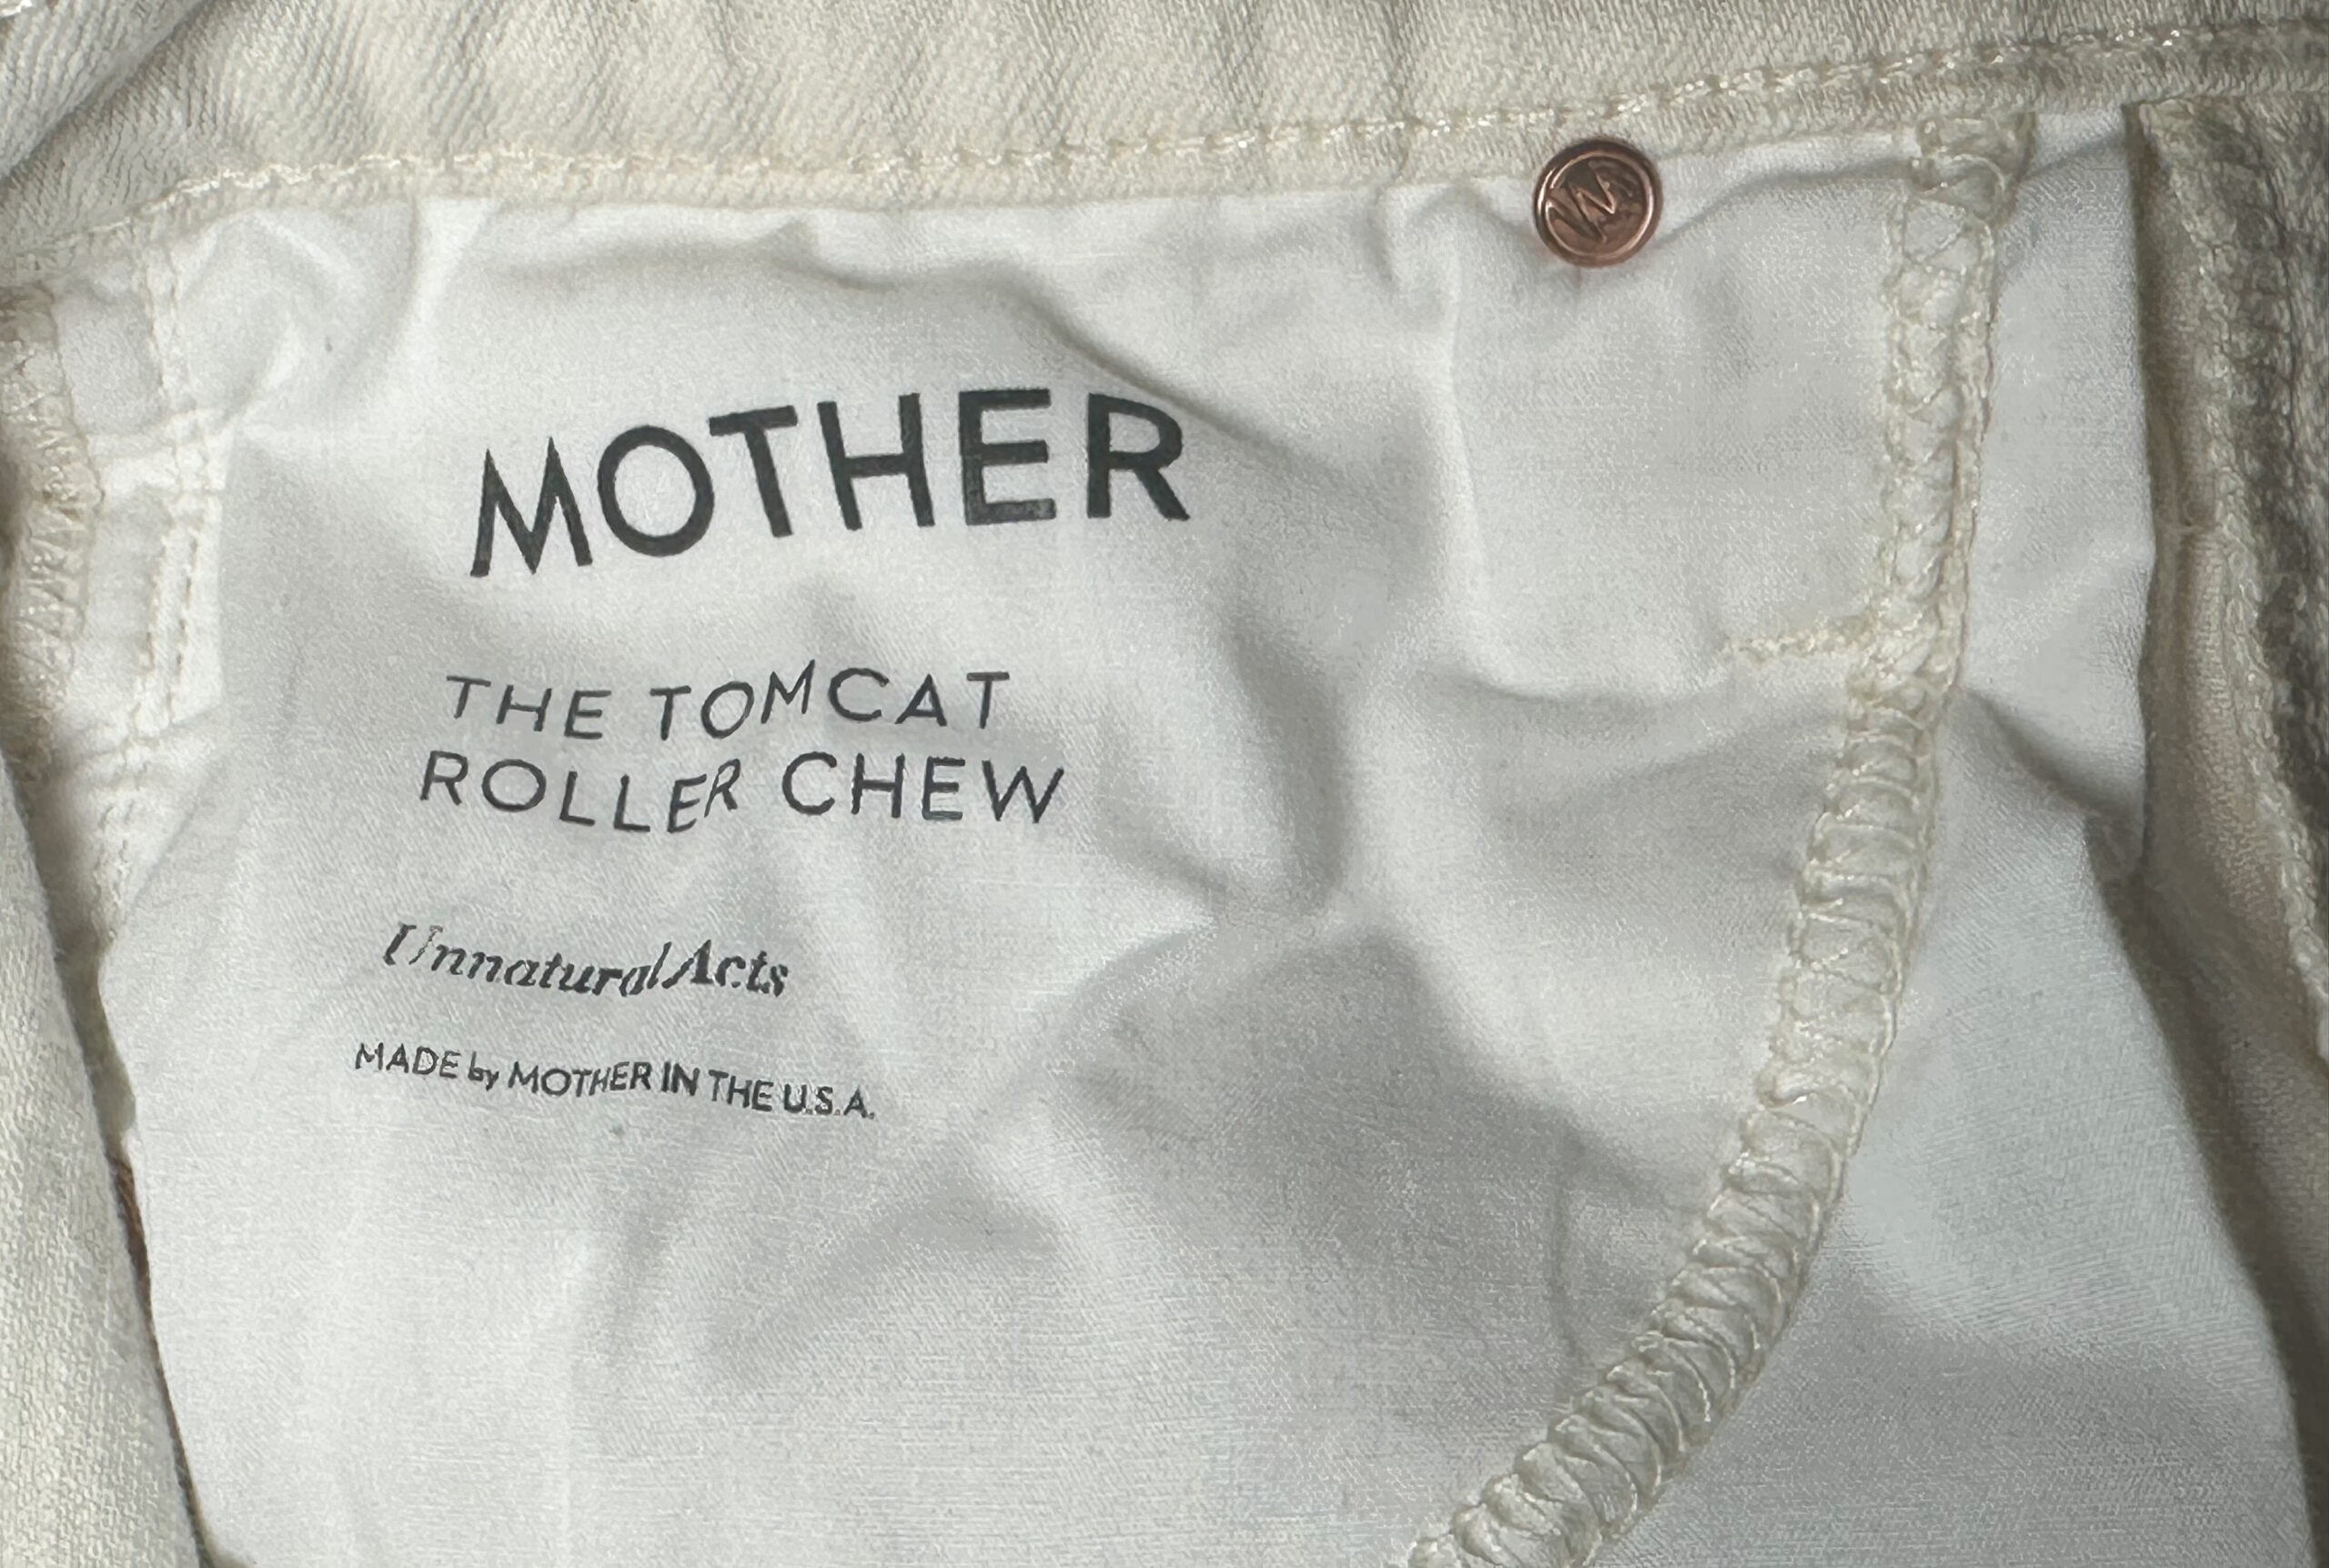 MOTHER
THE TOMCAT
ROLLER CHEW
Unnatural Acts
MADE by MOTHER IN THE U.S.A.